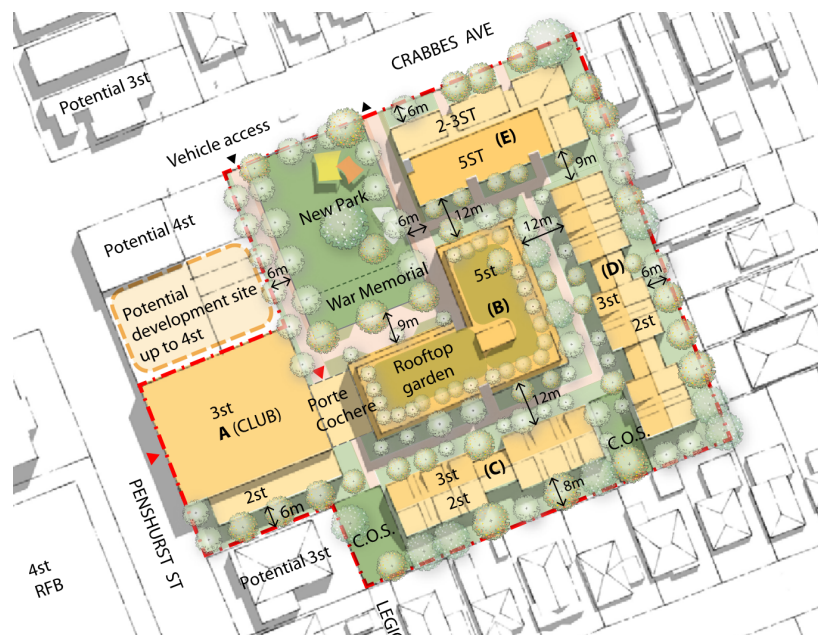 CRABBES AVE
Potential 3st
6m
2-3ST
(E)
5ST
Vehicle access
9m
New Park
Potential 4st
6m
12m
12m
6m
5st
(D)
6m
War Memorial
(B)
3st
Potential
development site
up to 4st
9m
2st
Rooftop
garden
Porte
Cochere
12m
3st
A (CLUB)
C.O.S.
(C)
3st
2st
8m
2st
6m
PENSHURST ST
C.O.S.
Potential 3st
4st
RFB